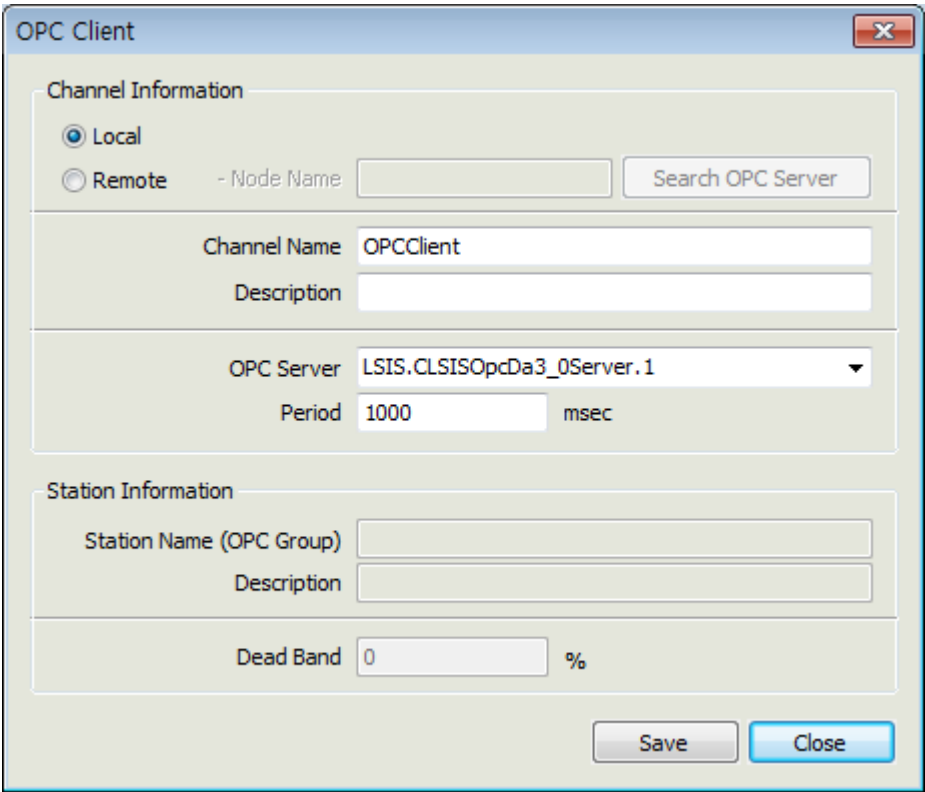 OPC Client
Channel Information
Local
Remote - Node Name Search OPC Server
Channel Name OPCClient
Description
OPC Server LSIS.CLSISOpcDa3_0Server.1
Period 1000 msec
Station Information
Station Name (OPC Group)
Description
Dead Band 0 %
Save Close